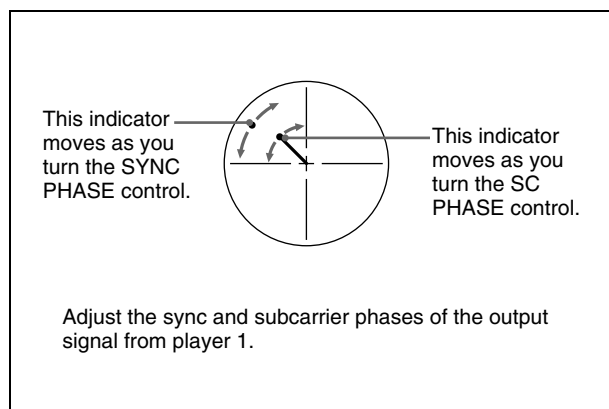 This indicator
moves as you
turn the SYNC
PHASE control.
This indicator
moves as you
turn the SC
PHASE control.
Adjust the sync and subcarrier phases of the output
signal from player 1.